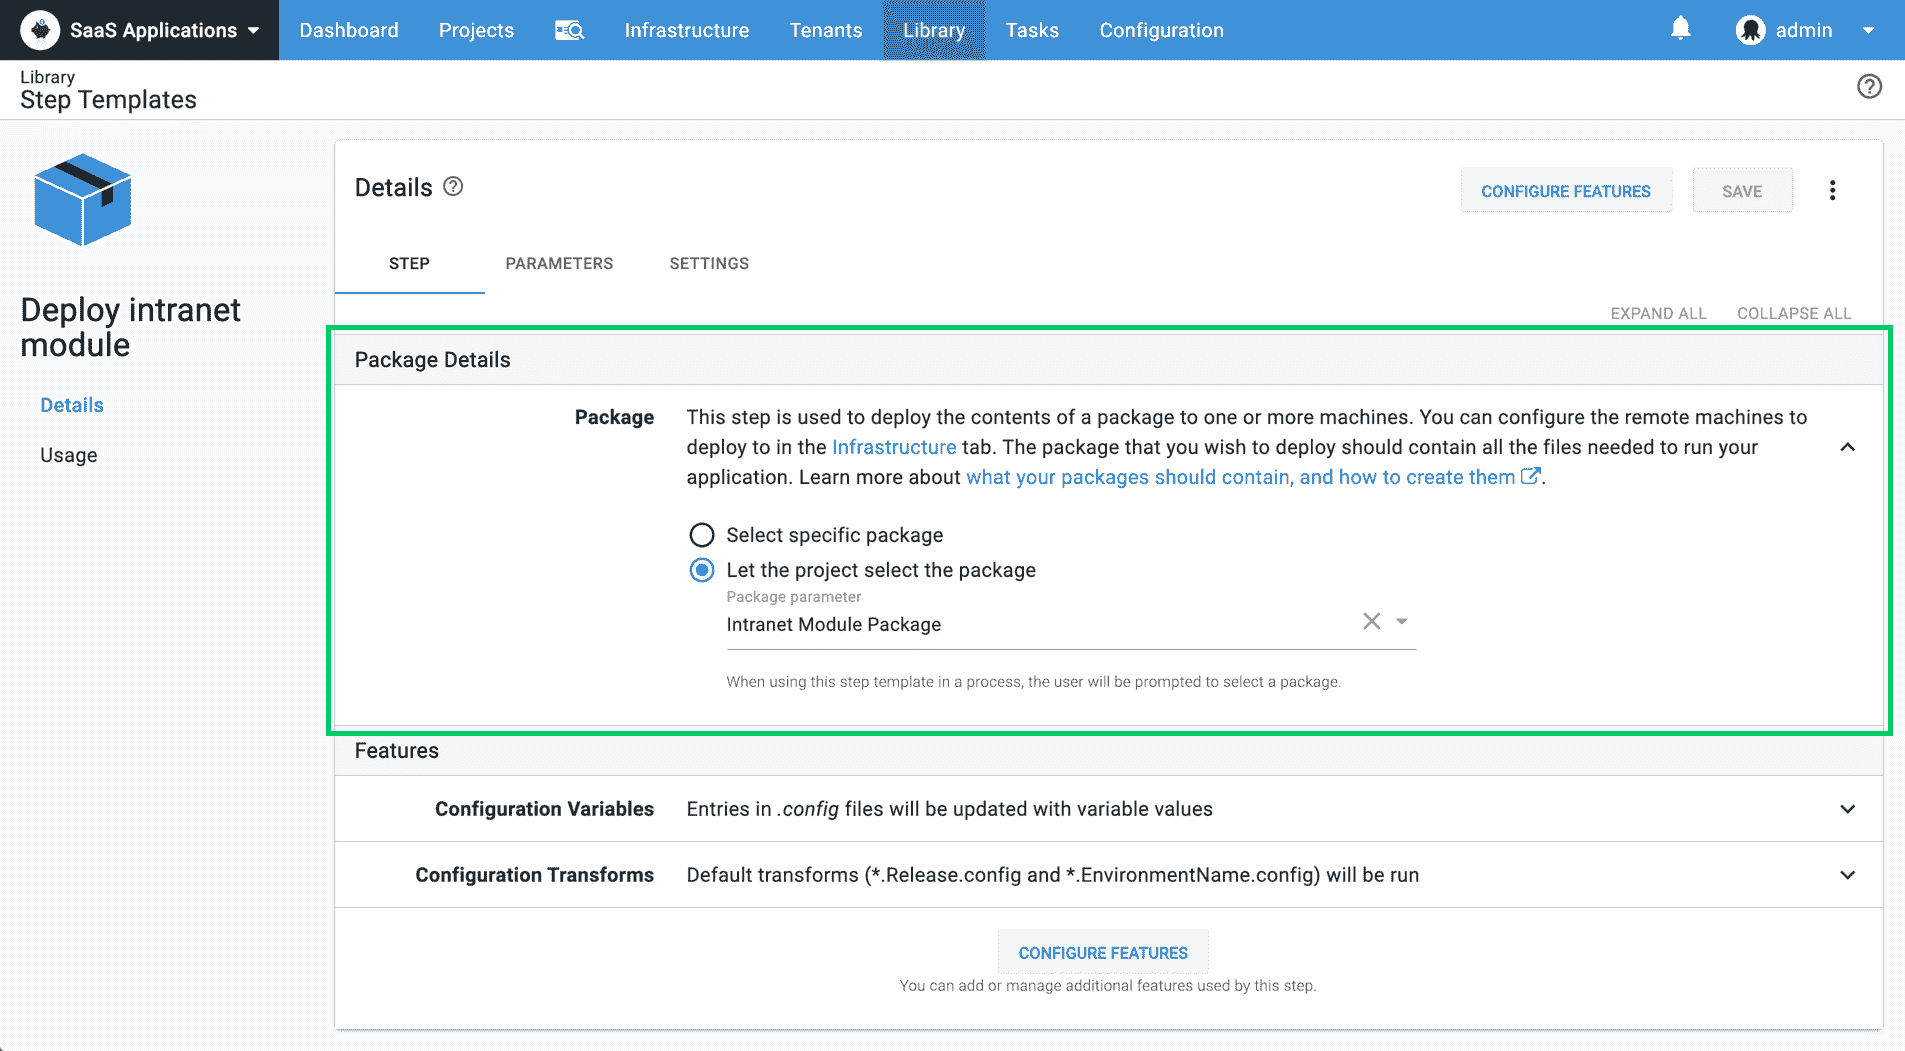 SaaS Applications
Dashboard
Projects
Infrastructure
Tenants
Library
Tasks
Configuration
admin
Library
Step Templates
Deploy intranet
module
Details
Usage
Details
CONFIGURE FEATURES
SAVE
STEP
PARAMETERS
SETTINGS
EXPAND ALL
COLLAPSE ALL
Package Details
Package
This step is used to deploy the contents of a package to one or more machines. You can configure the remote machines to
deploy to in the Infrastructure tab. The package that you wish to deploy should contain all the files needed to run your
application. Learn more about what your packages should contain, and how to create them.
Select specific package
Let the project select the package
Package parameter
Intranet Module Package
When using this step template in a process, the user will be prompted to select a package.
Features
Configuration Variables
Entries in .config files will be updated with variable values
Configuration Transforms
Default transforms (*.Release.config and *.EnvironmentName.config) will be run
CONFIGURE FEATURES
You can add or manage additional features used by this step.